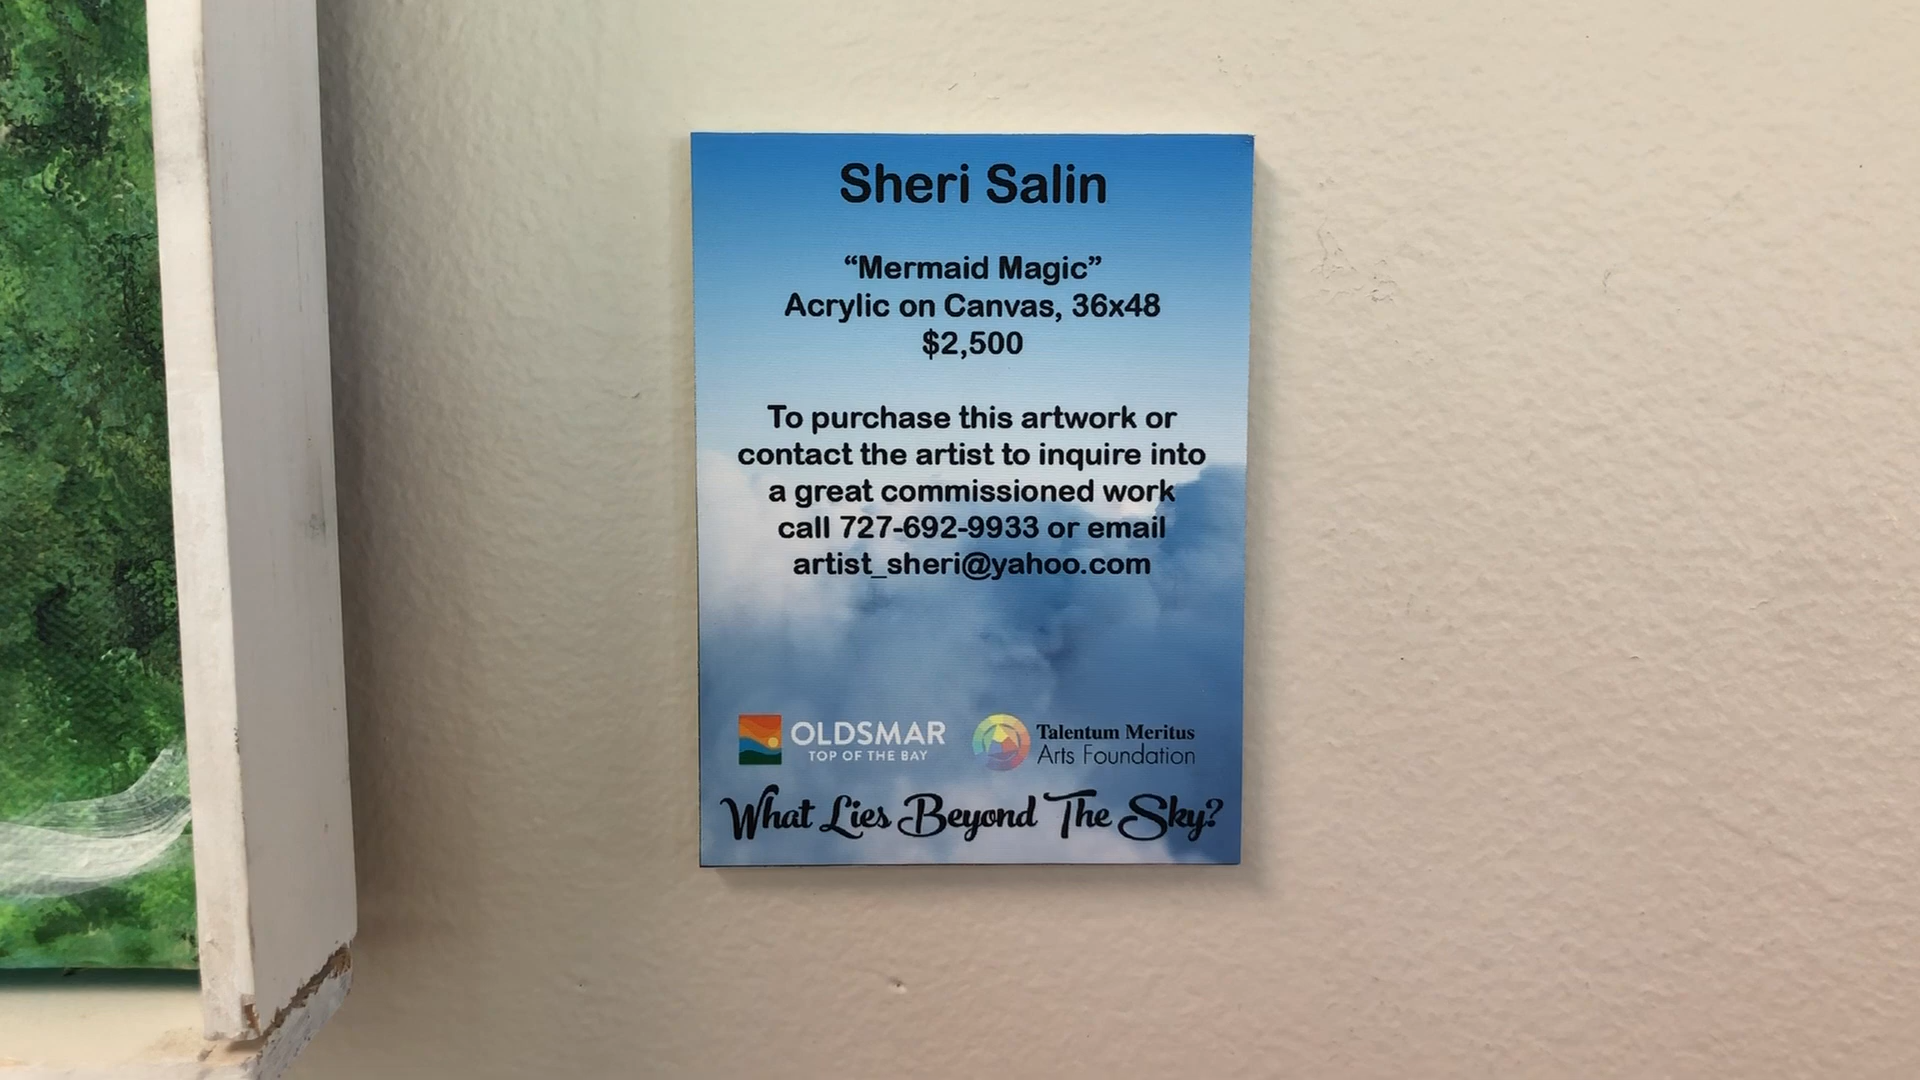 Sheri Salin
“Mermaid Magic”
Acrylic on Canvas, 36x48
$2,500
To purchase this artwork or
contact the artist to inquire into
a great commissioned work
call 727-692-9933 or email
artist_sheri@yahoo.com
OLDSMAR
TOP OF THE BAY
Talentum Meritus
Arts Foundation
What Lies Beyond The Sky?